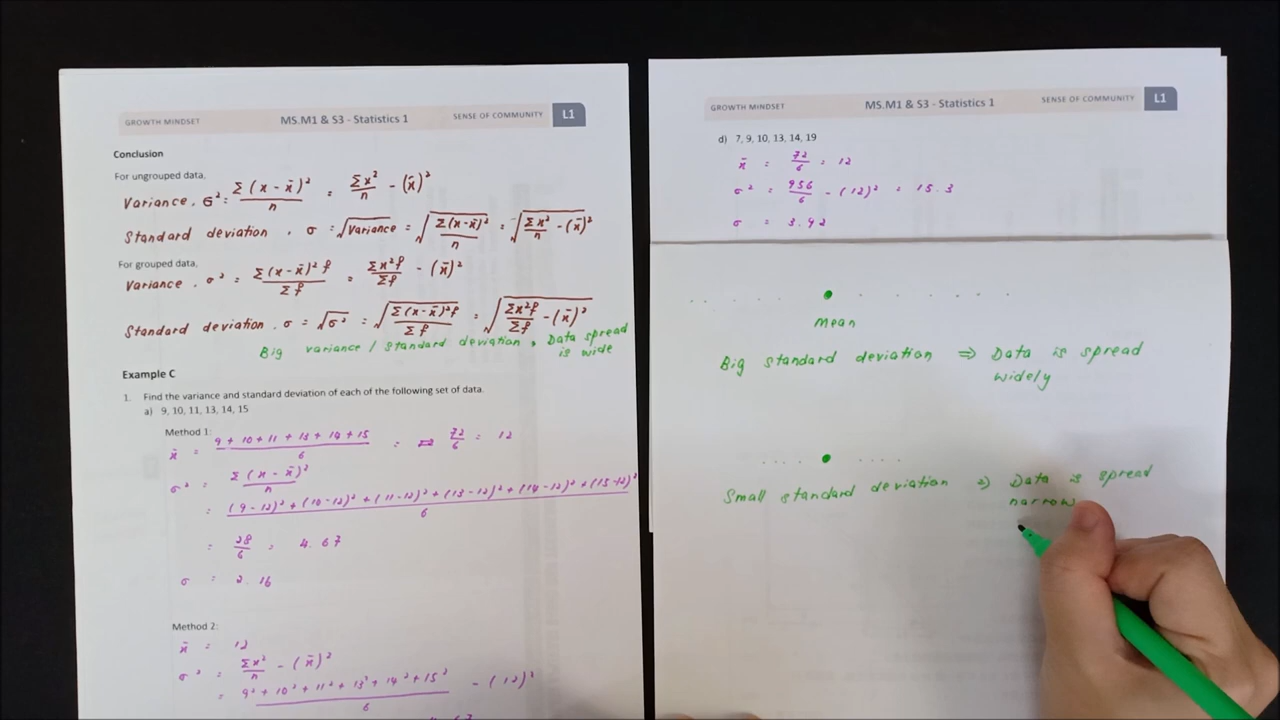 GROWTH MINDSET MS.M1 & S3 - Statistics 1 SENSE OF COMMUNITY L1
Conclusion
For ungrouped data,
Variance, σ² = Σ(x - x̄)² / n = Σx² / n - (x̄)²
Standard deviation, σ = √Variance = √(Σ(x-x̄)² / n) = √(Σx² / n - (x̄)²)
For grouped data,
Variance, σ² = Σ(x-x̄)² f / Σf = Σx²f / Σf - (x̄)²
Standard deviation, σ = √σ² = √(Σ(x-x̄)²f / Σf) = √(Σx²f / Σf - (x̄)²)
Big variance / standard deviation, Data spread
is wide
Example C
1. Find the variance and standard deviation of each of the following set of data.
a) 9, 10, 11, 13, 14, 15
Method 1:
x̄ = 9 + 10 + 11 + 13 + 14 + 15 / 6 = 72 / 6 = 12
σ² = Σ(x - x̄)² / n
= (9-12)² + (10-12)² + (11-12)² + (13-12)² + (14-12)² + (15-12)² / 6
= 28 / 6 = 4.67
σ = 2.16
Method 2:
x̄ = 12
σ² = Σx² / n - (x̄)²
= 9² + 10² + 11² + 13² + 14² + 15² / 6 - (12)²
GROWTH MINDSET MS.M1 & S3 - Statistics 1 SENSE OF COMMUNITY L1
d) 7, 9, 10, 13, 14, 19
x̄ = 72 / 6 = 12
σ² = 956 / 6 - (12)² = 15.3
σ = 3.92
Mean
Big standard deviation ⇒ Data is spread
widely
Small standard deviation ⇒ Data is spread
narrow